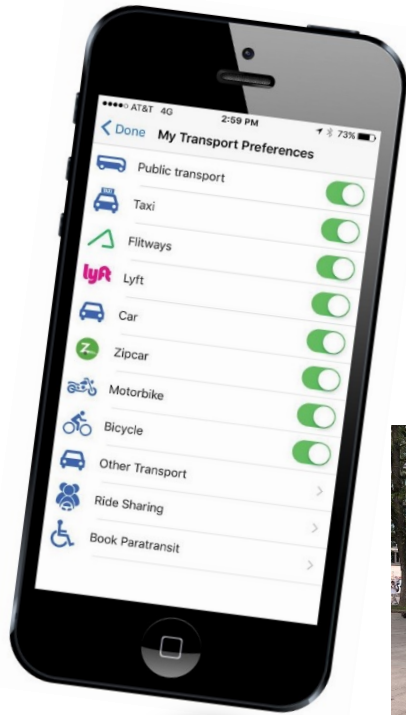 AT&T 4G 2:59 PM 73%
Done My Transport Preferences
Public transport
TAXI
Taxi
Flitways
lyft Lyft
Car
Z Zipcar
Motorbike
Bicycle
Other Transport
Ride Sharing
Book Paratransit